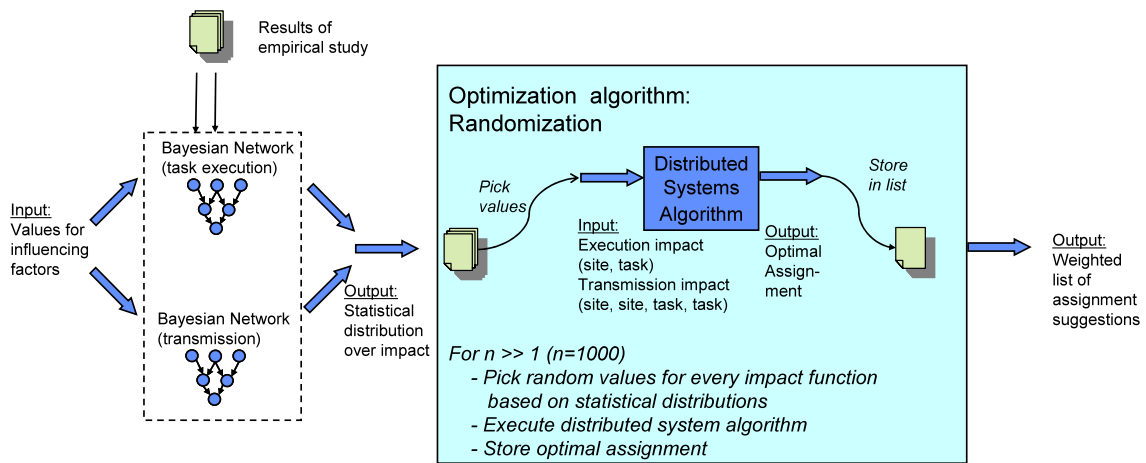 Results of
empirical study
Bayesian Network
(task execution)
Input:
Values for
influencing
factors
Bayesian Network
(transmission)
Output:
Statistical
distribution
over impact
Optimization algorithm:
Randomization
Pick
values
Distributed
Systems
Algorithm
Store
in list
Input:
Execution impact
(site, task)
Transmission impact
(site, site, task, task)
Output:
Optimal
Assign-
ment
For n >> 1 (n=1000)
- Pick random values for every impact function
based on statistical distributions
- Execute distributed system algorithm
- Store optimal assignment
Output:
Weighted
list of
assignment
suggestions